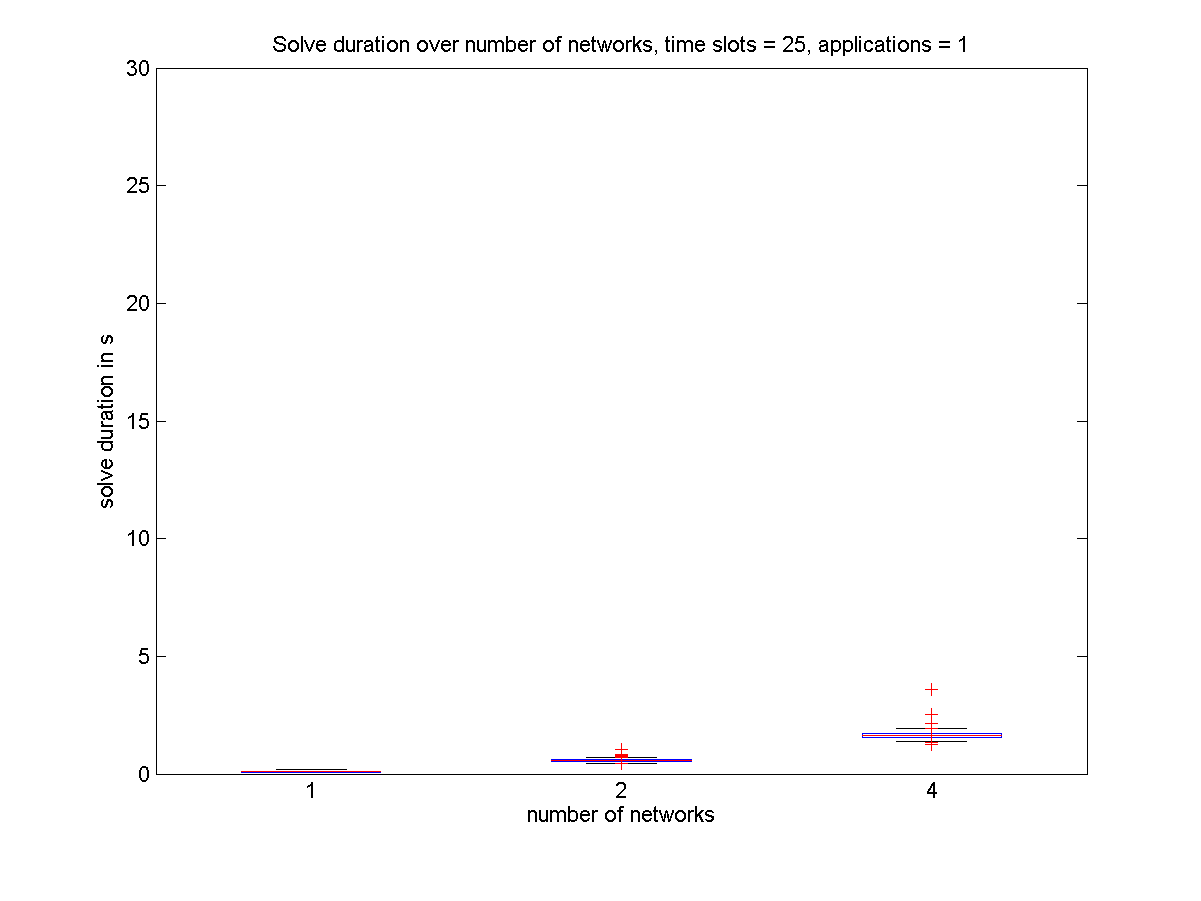 Solve duration over number of networks, time slots = 25, applications = 1
30
25
20
15
10
5
0
solve duration in s
1 2 4
number of networks